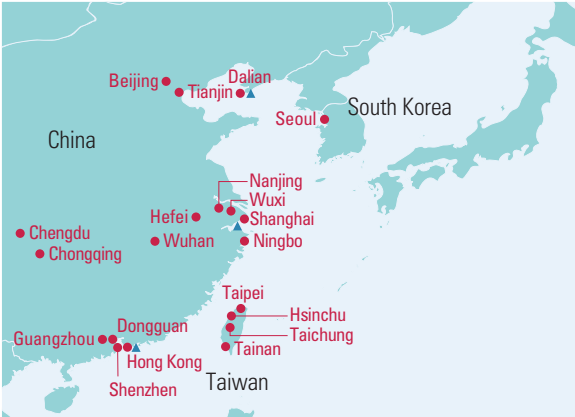 Beijing
Dalian
Tianjin
South Korea
Seoul
China
Nanjing
Wuxi
Hefei
Shanghai
Chengdu
Wuhan
Ningbo
Chongqing
Taipei
Hsinchu
Dongguan
Taichung
Guangzhou
Tainan
Hong Kong
Shenzhen
Taiwan